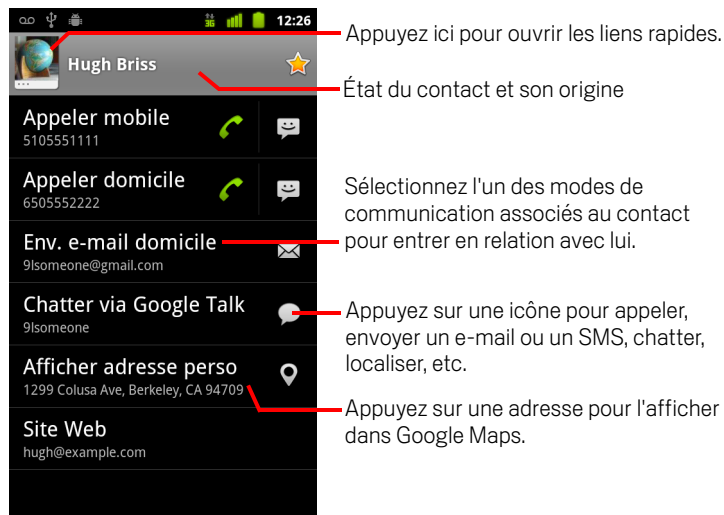 3G 12:26
Hugh Briss
Appeler mobile
5105551111
Appeler domicile
6505552222
Env. e-mail domicile
9lsomeone@gmail.com
Chatter via Google Talk
9lsomeone
Afficher adresse perso
1299 Colusa Ave, Berkeley, CA 94709
Site Web
hugh@example.com
Appuyez ici pour ouvrir les liens rapides.
État du contact et son origine
Sélectionnez l'un des modes de
communication associés au contact
pour entrer en relation avec lui.
Appuyez sur une icône pour appeler,
envoyer un e-mail ou un SMS, chatter,
localiser, etc.
Appuyez sur une adresse pour l'afficher
dans Google Maps.